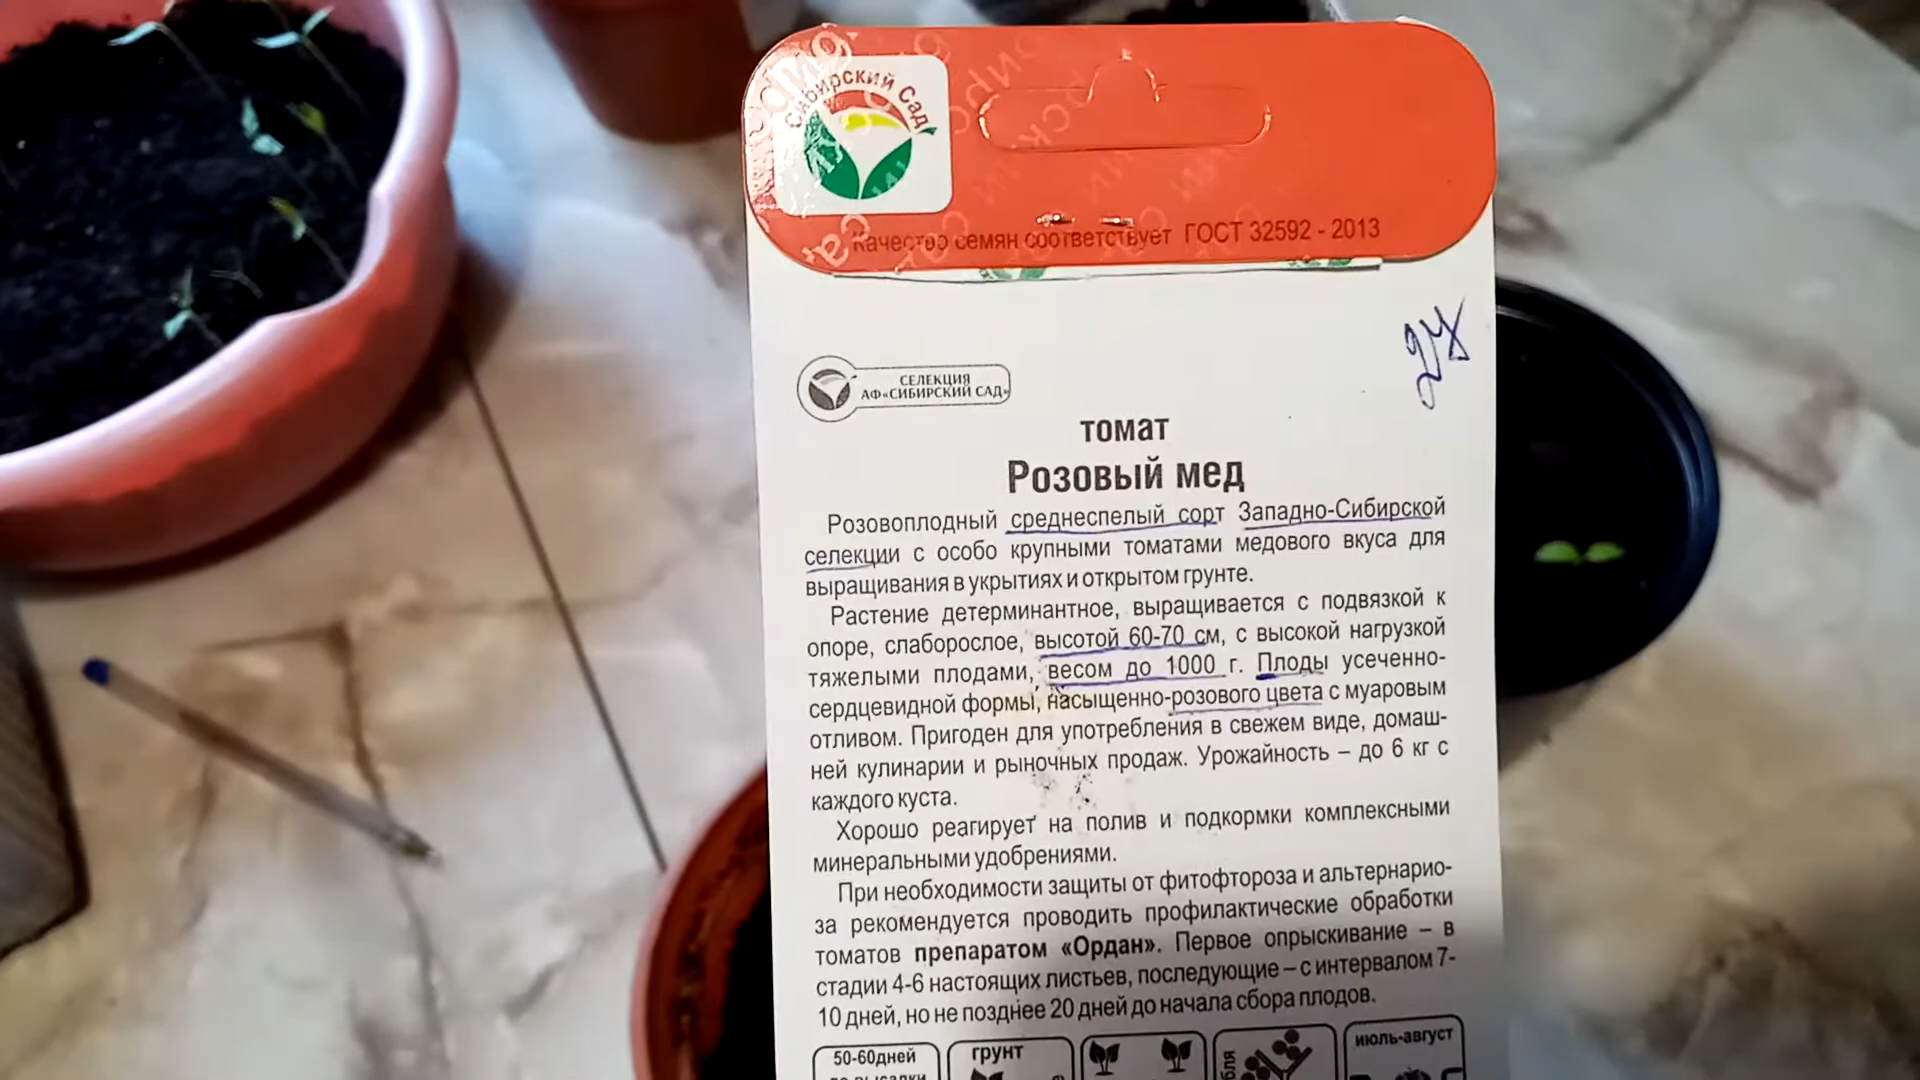 Сибирский Сад
Качество семян соответствует ГОСТ 32592 - 2013
24
СЕЛЕКЦИЯ
АФ«СИБИРСКИЙ САД»
томат
Розовый мед
Розовоплодный среднеспелый сорт Западно-Сибирской
селекции с особо крупными томатами медового вкуса для
выращивания в укрытиях и открытом грунте.
Растение детерминантное, выращивается с подвязкой к
опоре, слаборослое, высотой 60-70 см, с высокой нагрузкой
тяжелыми плодами, весом до 1000 г. Плоды усеченно-
сердцевидной формы, насыщенно-розового цвета с муаровым
отливом. Пригоден для употребления в свежем виде, домаш-
ней кулинарии и рыночных продаж. Урожайность – до 6 кг с
каждого куста.
Хорошо реагирует на полив и подкормки комплексными
минеральными удобрениями.
При необходимости защиты от фитофтороза и альтернарио-
за рекомендуется проводить профилактические обработки
томатов препаратом «Ордан». Первое опрыскивание – в
стадии 4-6 настоящих листьев, последующие – с интервалом 7-
10 дней, но не позднее 20 дней до начала сбора плодов.
50-60дней
грунт
июль-август